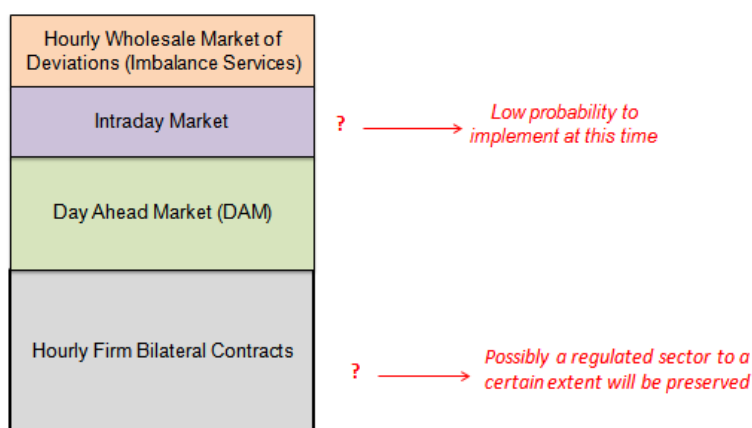 Hourly Wholesale Market of
Deviations (Imbalance Services)
Intraday Market
?
Low probability to
implement at this time
Day Ahead Market (DAM)
Hourly Firm Bilateral Contracts
?
Possibly a regulated sector to a
certain extent will be preserved